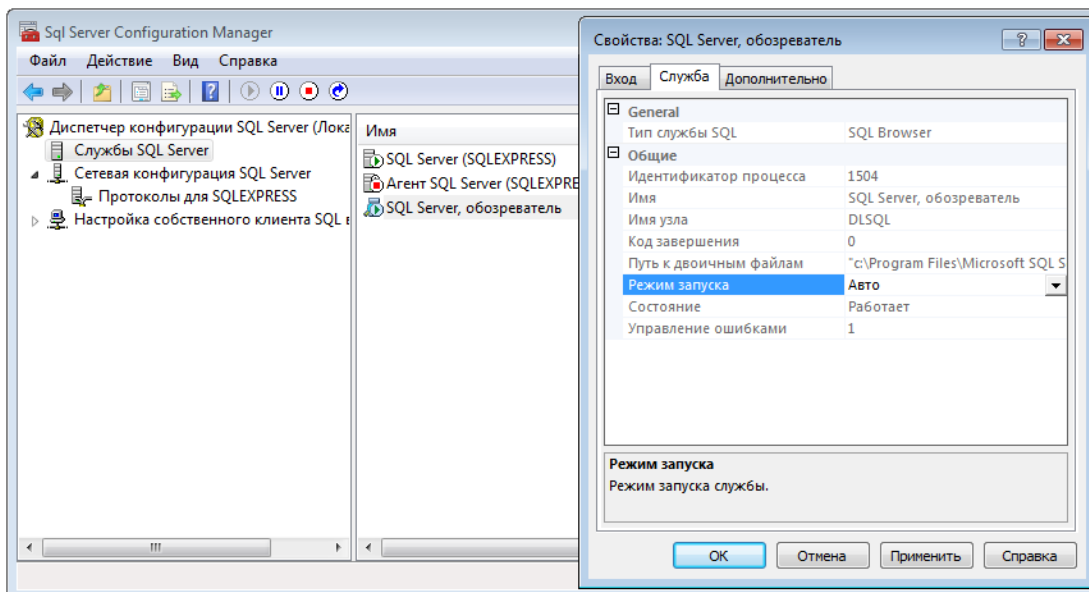 Sql Server Configuration Manager
Файл Действие Вид Справка
Диспетчер конфигурации SQL Server (Лока
Службы SQL Server
Сетевая конфигурация SQL Server
Протоколы для SQLEXPRESS
Настройка собственного клиента SQL в
Имя
SQL Server (SQLEXPRESS)
Агент SQL Server (SQLEXPRE
SQL Server, обозреватель
Свойства: SQL Server, обозреватель
Вход Служба Дополнительно
General
Тип службы SQL SQL Browser
Общие
Идентификатор процесса 1504
Имя SQL Server, обозреватель
Имя узла DLSQL
Код завершения 0
Путь к двоичным файлам "c:\Program Files\Microsoft SQL S
Режим запуска Авто
Состояние Работает
Управление ошибками 1
Режим запуска
Режим запуска службы.
ОК Отмена Применить Справка